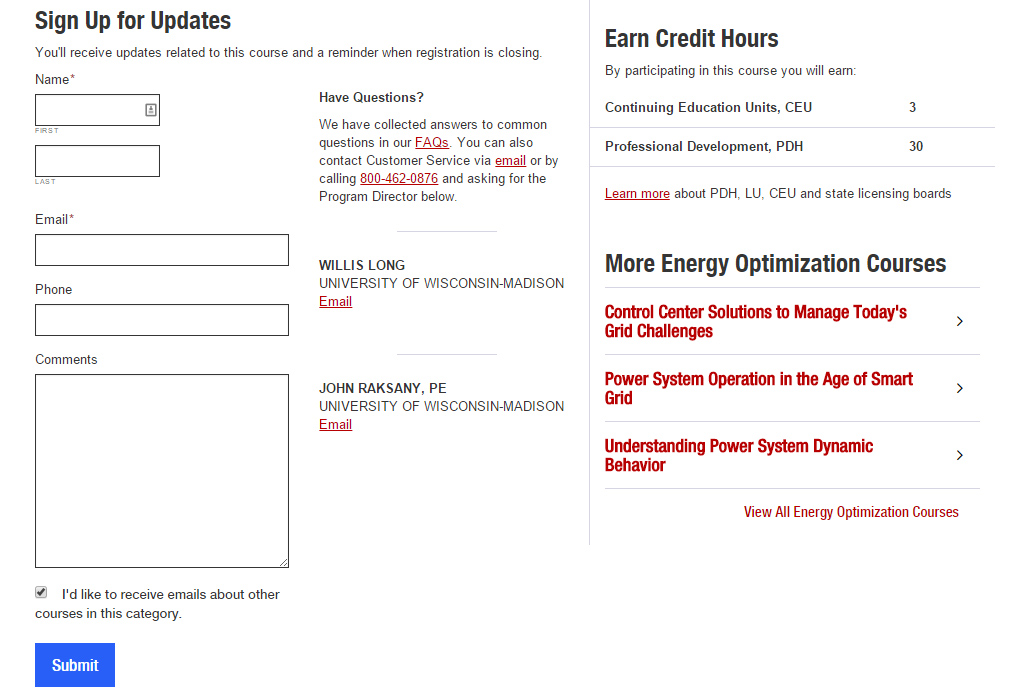 Sign Up for Updates
You'll receive updates related to this course and a reminder when registration is closing.
Name*
FIRST
LAST
Email*
Phone
Comments
I'd like to receive emails about other
courses in this category.
Submit
Have Questions?
We have collected answers to common
questions in our FAQs. You can also
contact Customer Service via email or by
calling 800-462-0876 and asking for the
Program Director below.
WILLIS LONG
UNIVERSITY OF WISCONSIN-MADISON
Email
JOHN RAKSANY, PE
UNIVERSITY OF WISCONSIN-MADISON
Email
Earn Credit Hours
By participating in this course you will earn:
Continuing Education Units, CEU 3
Professional Development, PDH 30
Learn more about PDH, LU, CEU and state licensing boards
More Energy Optimization Courses
Control Center Solutions to Manage Today's
Grid Challenges
Power System Operation in the Age of Smart
Grid
Understanding Power System Dynamic
Behavior
View All Energy Optimization Courses